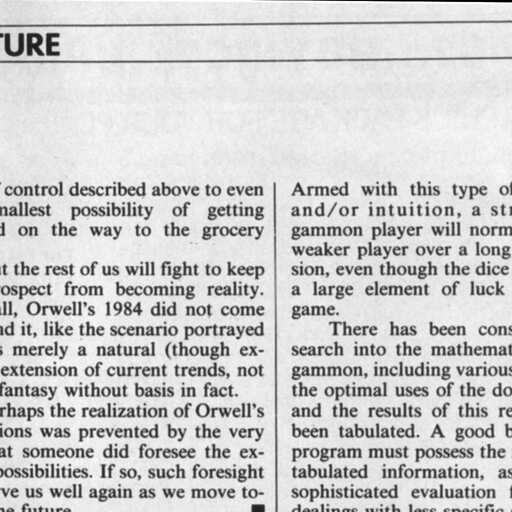 TURE
control described above to even
mallest possibility of getting
d on the way to the grocery
t the rest of us will fight to keep
rospect from becoming reality.
ll, Orwell's 1984 did not come
nd it, like the scenario portrayed
s merely a natural (though ex-
extension of current trends, not
fantasy without basis in fact.
rhaps the realization of Orwell's
ions was prevented by the very
at someone did foresee the ex-
possibilities. If so, such foresight
rve us well again as we move to-
he future.
Armed with this type of
and/or intuition, a str
gammon player will norm
weaker player over a long
sion, even though the dice
a large element of luck
game.
There has been cons
search into the mathemat
gammon, including various
the optimal uses of the do
and the results of this re
been tabulated. A good b
program must possess the
tabulated information, as
sophisticated evaluation f
dealings with less specific